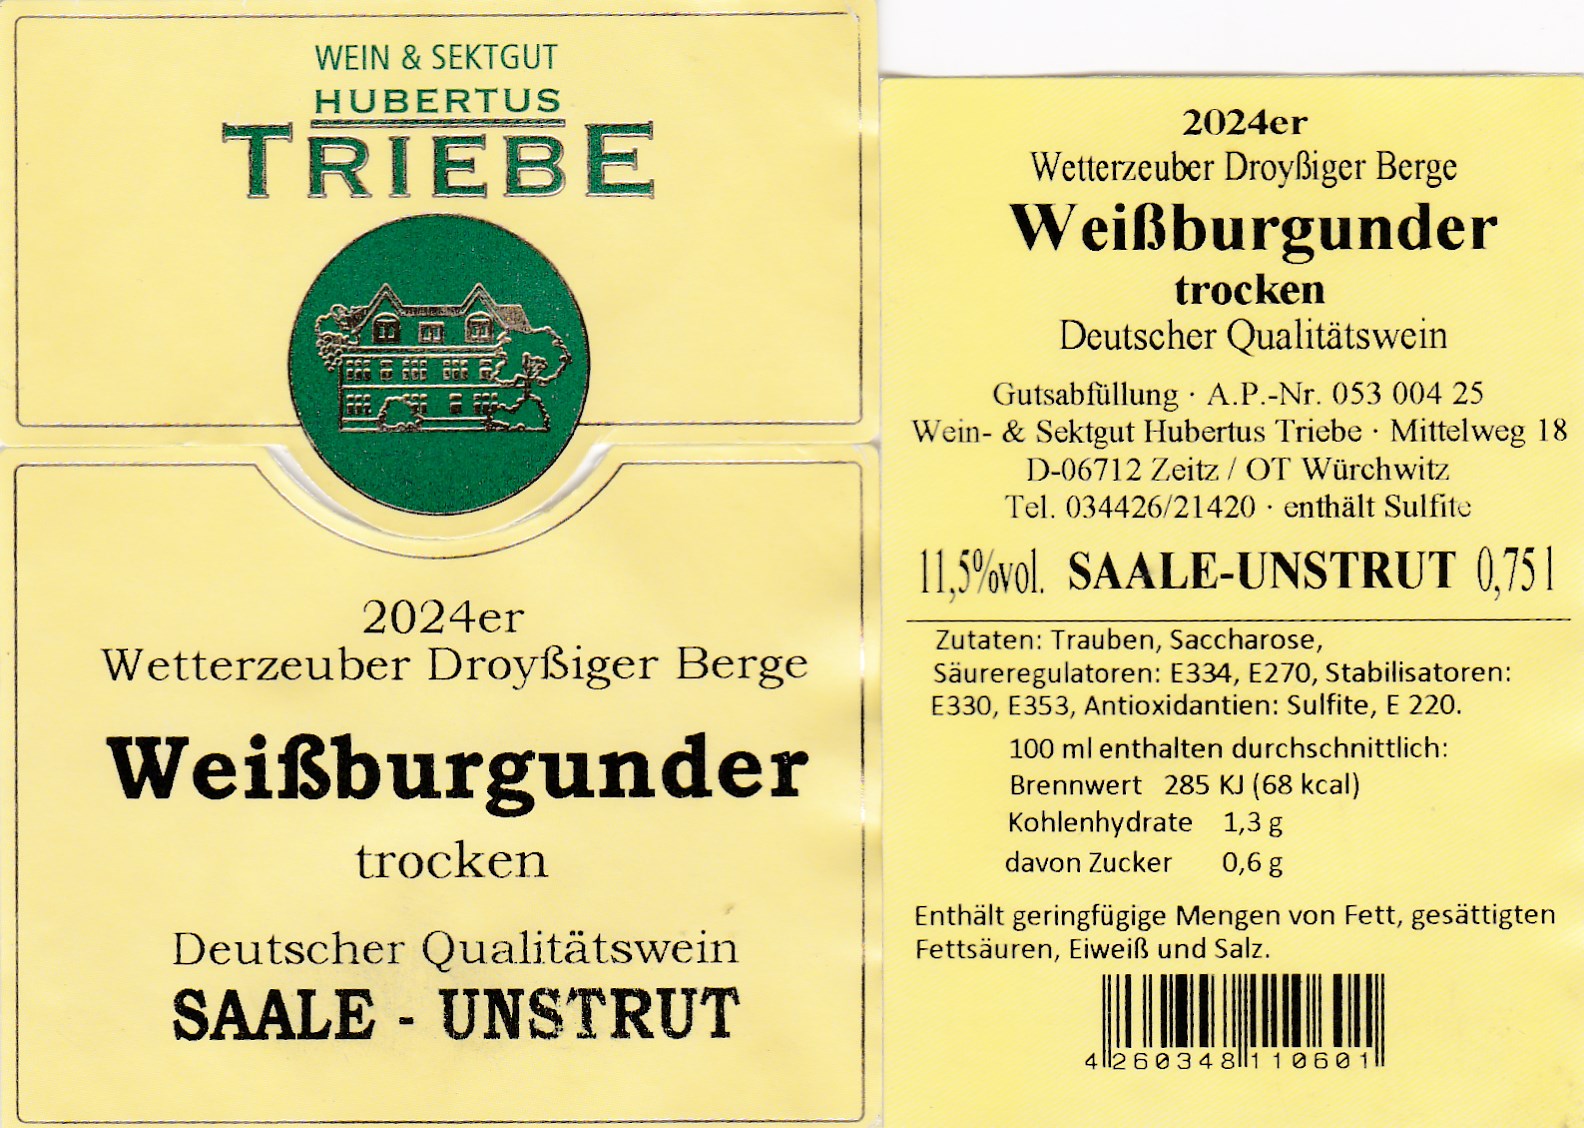 WEIN & SEKTGUT
HUBERTUS
TRIEBE
2024er
Wetterzeuber Droyßiger Berge
Weißburgunder
trocken
Deutscher Qualitätswein
SAALE - UNSTRUT
2024er
Wetterzeuber Droyßiger Berge
Weißburgunder
trocken
Deutscher Qualitätswein
Gutsabfüllung · A.P.-Nr. 053 004 25
Wein- & Sektgut Hubertus Triebe · Mittelweg 18
D-06712 Zeitz / OT Würchwitz
Tel. 034426/21420 · enthält Sulfite
11,5%vol. SAALE-UNSTRUT 0,75 l
Zutaten: Trauben, Saccharose,
Säureregulatoren: E334, E270, Stabilisatoren:
E330, E353, Antioxidantien: Sulfite, E 220.
100 ml enthalten durchschnittlich:
Brennwert 285 KJ (68 kcal)
Kohlenhydrate 1,3 g
davon Zucker 0,6 g
Enthält geringfügige Mengen von Fett, gesättigten
Fettsäuren, Eiweiß und Salz.
4 260348 110601